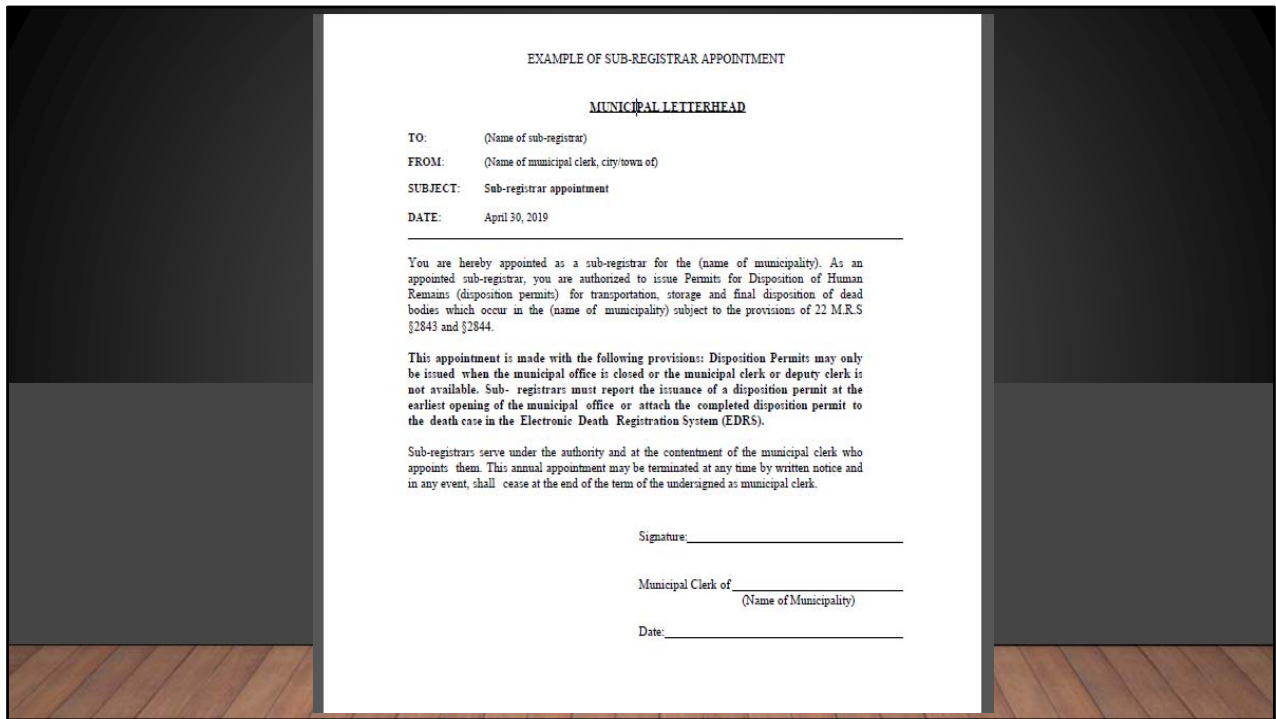 EXAMPLE OF SUB-REGISTRAR APPOINTMENT
MUNICIPAL LETTERHEAD
TO: (Name of sub-registrar)
FROM: (Name of municipal clerk, city/town of)
SUBJECT: Sub-registrar appointment
DATE: April 30, 2019
You are hereby appointed as a sub-registrar for the (name of municipality). As an
appointed sub-registrar, you are authorized to issue Permits for Disposition of Human
Remains (disposition permits) for transportation, storage and final disposition of dead
bodies which occur in the (name of municipality) subject to the provisions of 22 M.R.S
§2843 and §2844.
This appointment is made with the following provisions: Disposition Permits may only
be issued when the municipal office is closed or the municipal clerk or deputy clerk is
not available. Sub- registrars must report the issuance of a disposition permit at the
earliest opening of the municipal office or attach the completed disposition permit to
the death case in the Electronic Death Registration System (EDRS).
Sub-registrars serve under the authority and at the contentment of the municipal clerk who
appoints them. This annual appointment may be terminated at any time by written notice and
in any event, shall cease at the end of the term of the undersigned as municipal clerk.
Signature:
Municipal Clerk of
(Name of Municipality)
Date: